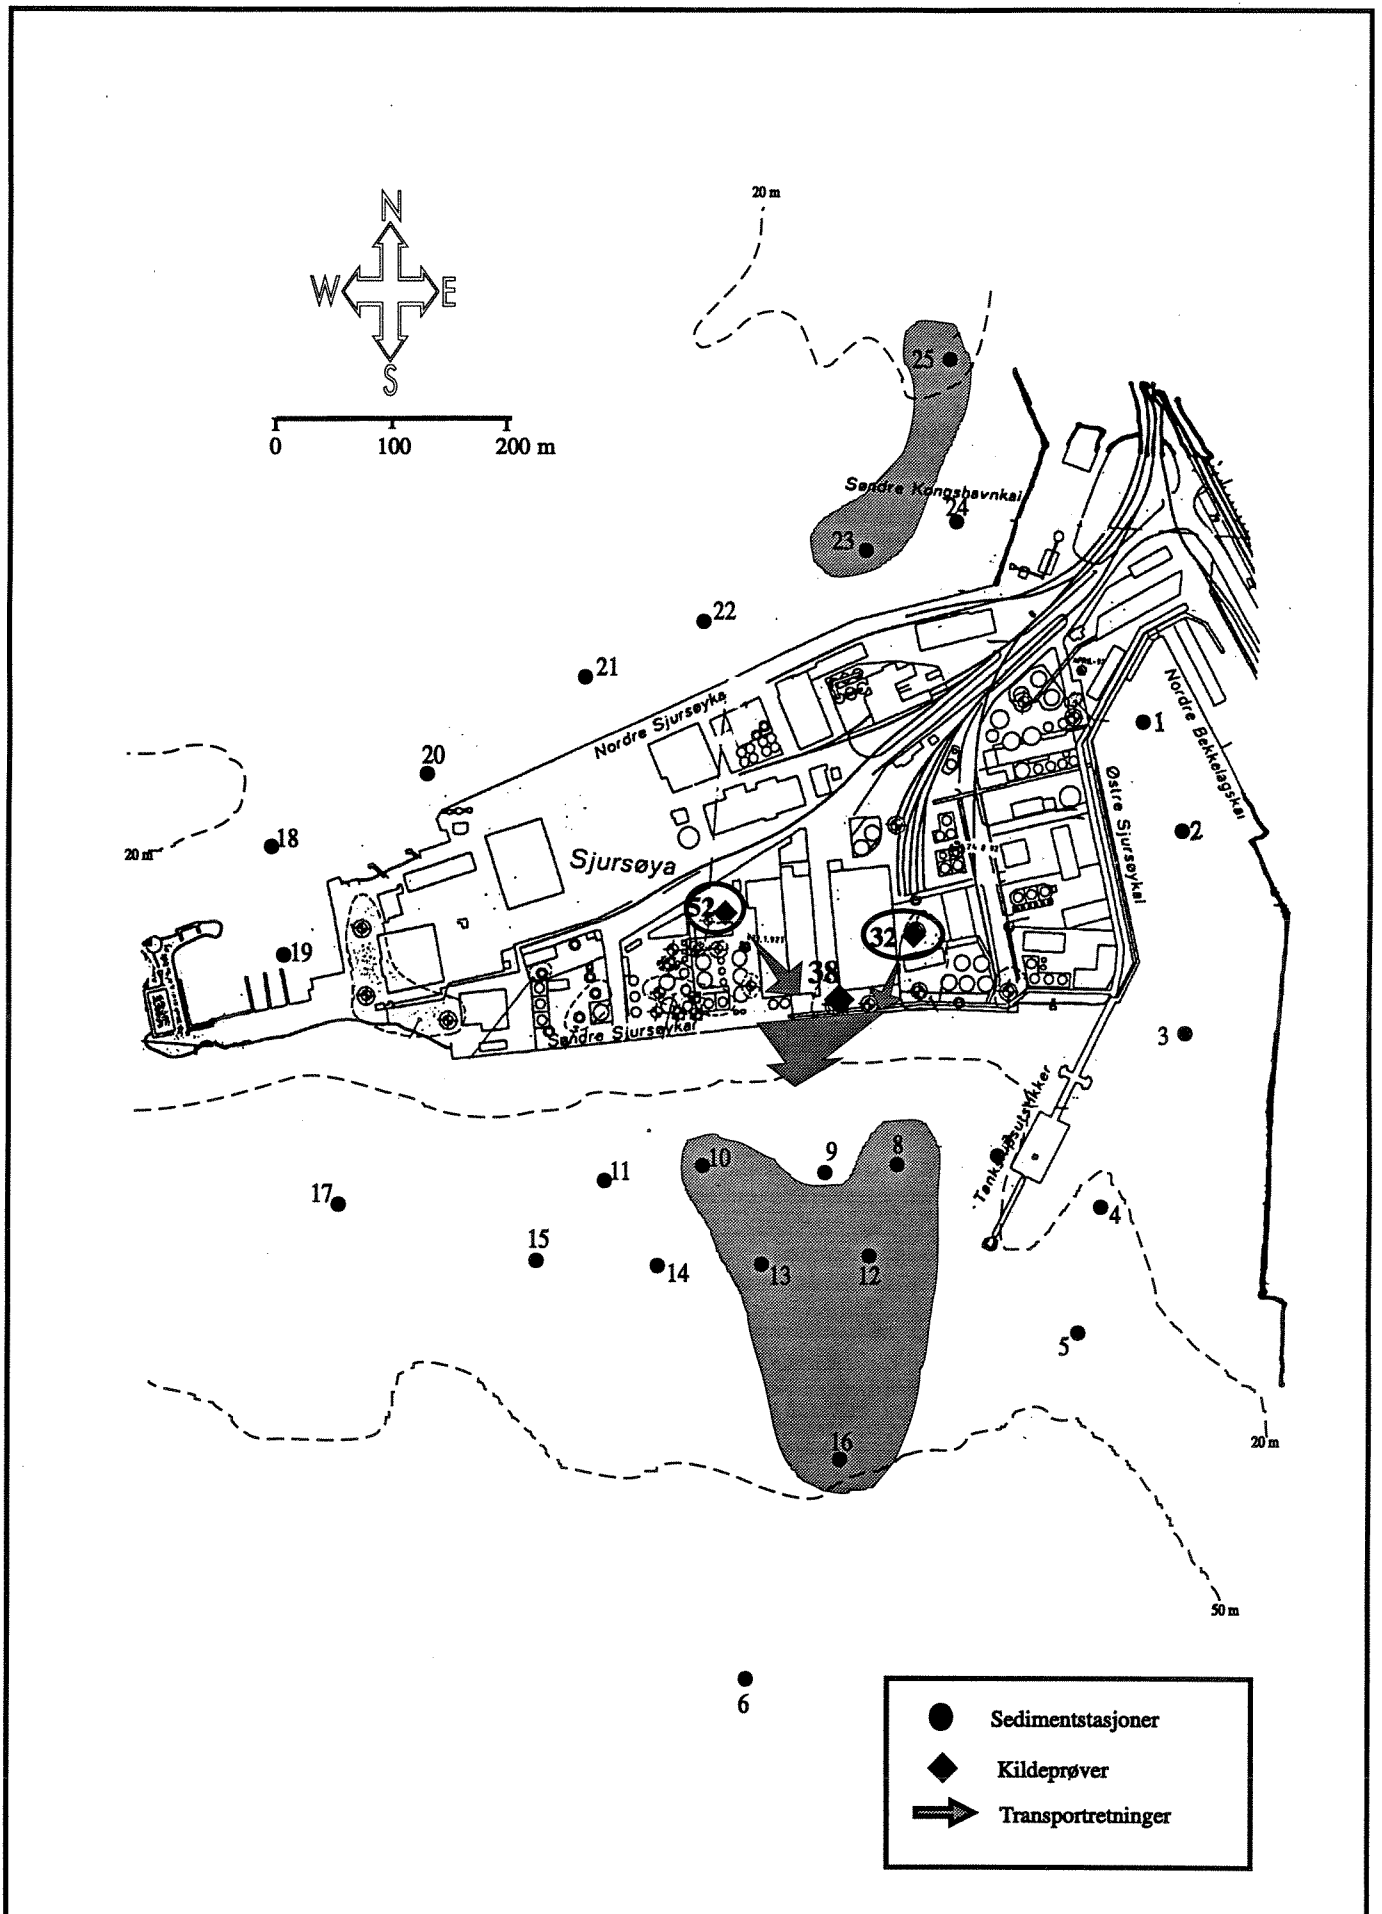 20 m
N
W
E
S
0 100 200 m
25
Søndre Kongshavnkai
24
23
22
21
Nordre Sjursøyka
20
18
20 m
19
Sjursøya
52
32
38
1
Nordre Bekkelagskai
2
Østre Sjursøykai
3
Søndre Sjursøykai
10
9
8
11
17
15
14
13
12
4
5
16
20 m
50 m
6
Sedimentstasjoner
Kildeprøver
Transportretninger